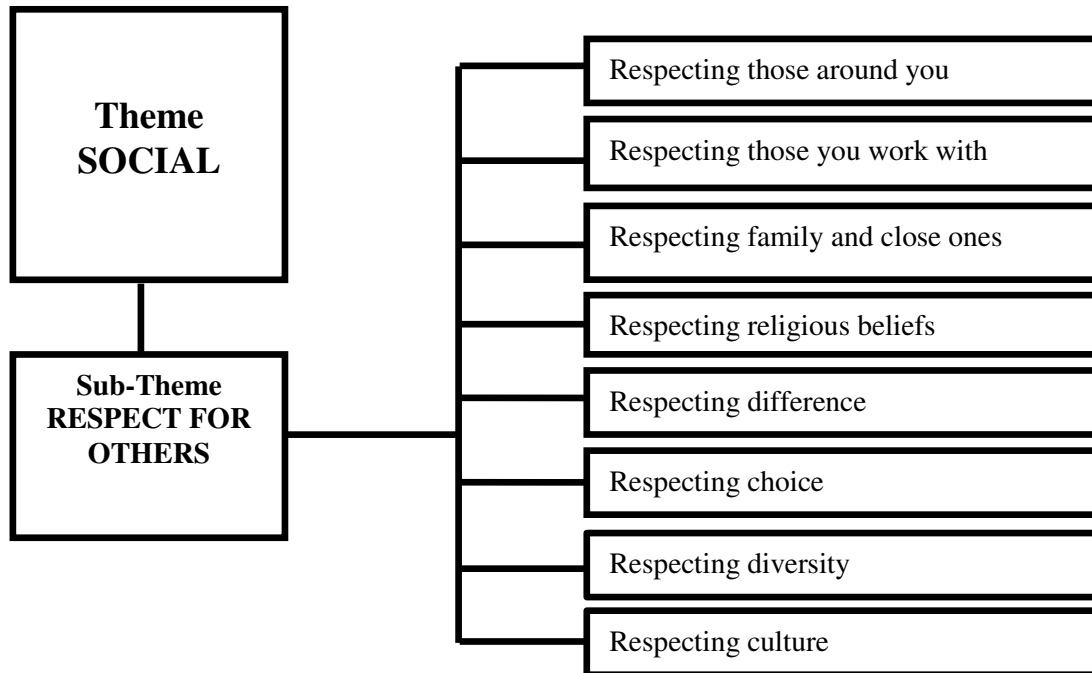 Theme
SOCIAL
Sub-Theme
RESPECT FOR
OTHERS
Respecting those around you
Respecting those you work with
Respecting family and close ones
Respecting religious beliefs
Respecting difference
Respecting choice
Respecting diversity
Respecting culture